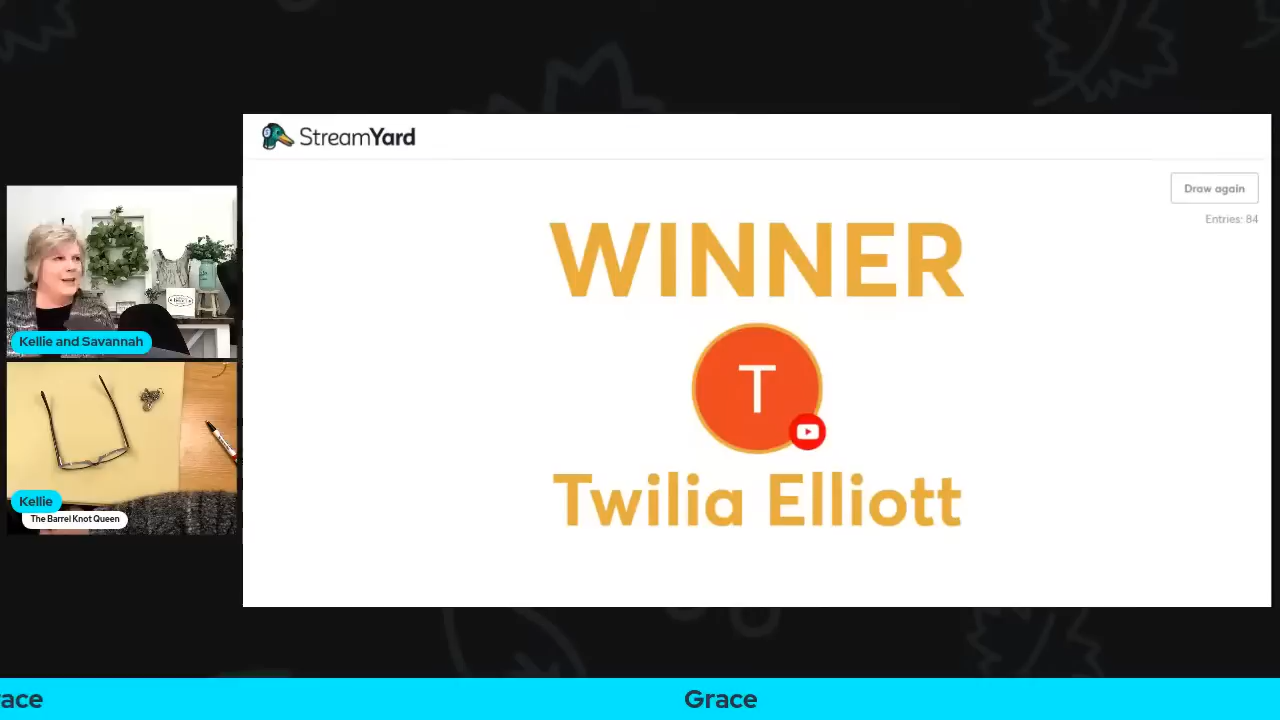 StreamYard
Draw again
Entries: 84
WINNER
T
Twilia Elliott
Kellie and Savannah
Kellie
The Barrel Knot Queen
race
Grace